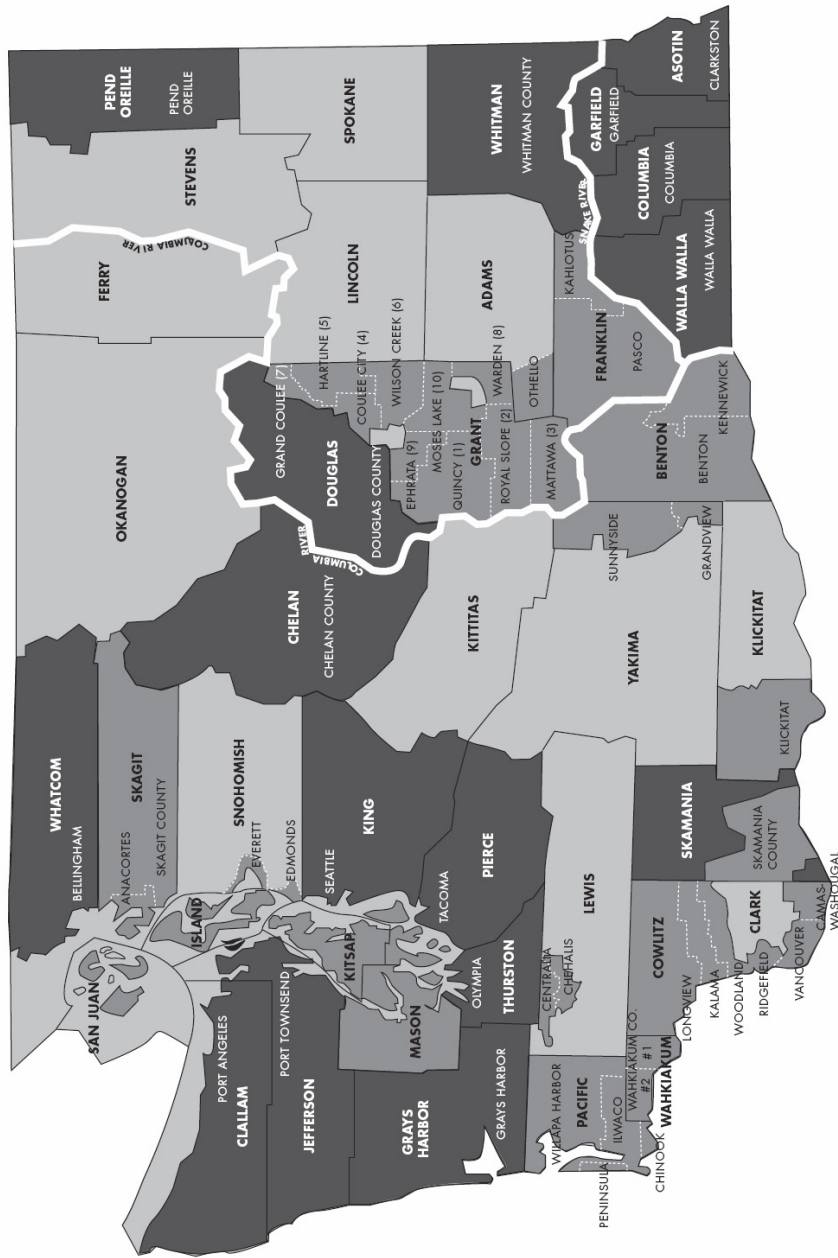 WHATCOM
BELLINGHAM
SAN JUAN
SKAGIT
ANACORTES
SKAGIT COUNTY
ISLAND
SNOHOMISH
EVERETT
EDMONDS
CLALLAM
PORT ANGELES
JEFFERSON
PORT TOWNSEND
KITSAP
KING
SEATTLE
MASON
GRAYS
HARBOR
GRAYS HARBOR
TACOMA
PIERCE
OLYMPIA
THURSTON
CENTRALIA
CHEHALIS
LEWIS
WILLAPA HARBOR
PACIFIC
ILWACO
PENINSULA
CHINOOK
WAHKIAKUM CO.
#2
#1
WAHKIAKUM
COWLITZ
LONGVIEW
KALAMA
WOODLAND
RIDGEFIELD
CLARK
VANCOUVER
CAMAS-
WASHOUGAL
SKAMANIA
SKAMANIA
COUNTY
KLICKITAT
KLICKITAT
YAKIMA
SUNNYSIDE
GRANDVIEW
KITTITAS
CHELAN
CHELAN COUNTY
OKANOGAN
COLUMBIA
RIVER
DOUGLAS
DOUGLAS COUNTY
GRAND COULEE (7)
HARTLINE (5)
COULEE CITY (4)
WILSON CREEK (6)
EPHRATA (9)
MOSES LAKE (10)
QUINCY (1)
GRANT
ROYAL SLOPE (2)
WARDEN (8)
MATTAWA (3)
OTHELLO
ADAMS
LINCOLN
FERRY
COLUMBIA RIVER
STEVENS
PEND
OREILLE
PEND
OREILLE
SPOKANE
WHITMAN
WHITMAN COUNTY
KAHLOTUS
FRANKLIN
PASCO
BENTON
BENTON
KENNEWICK
SNAKE RIVER
WALLA WALLA
WALLA WALLA
COLUMBIA
COLUMBIA
GARFIELD
GARFIELD
ASOTIN
CLARKSTON